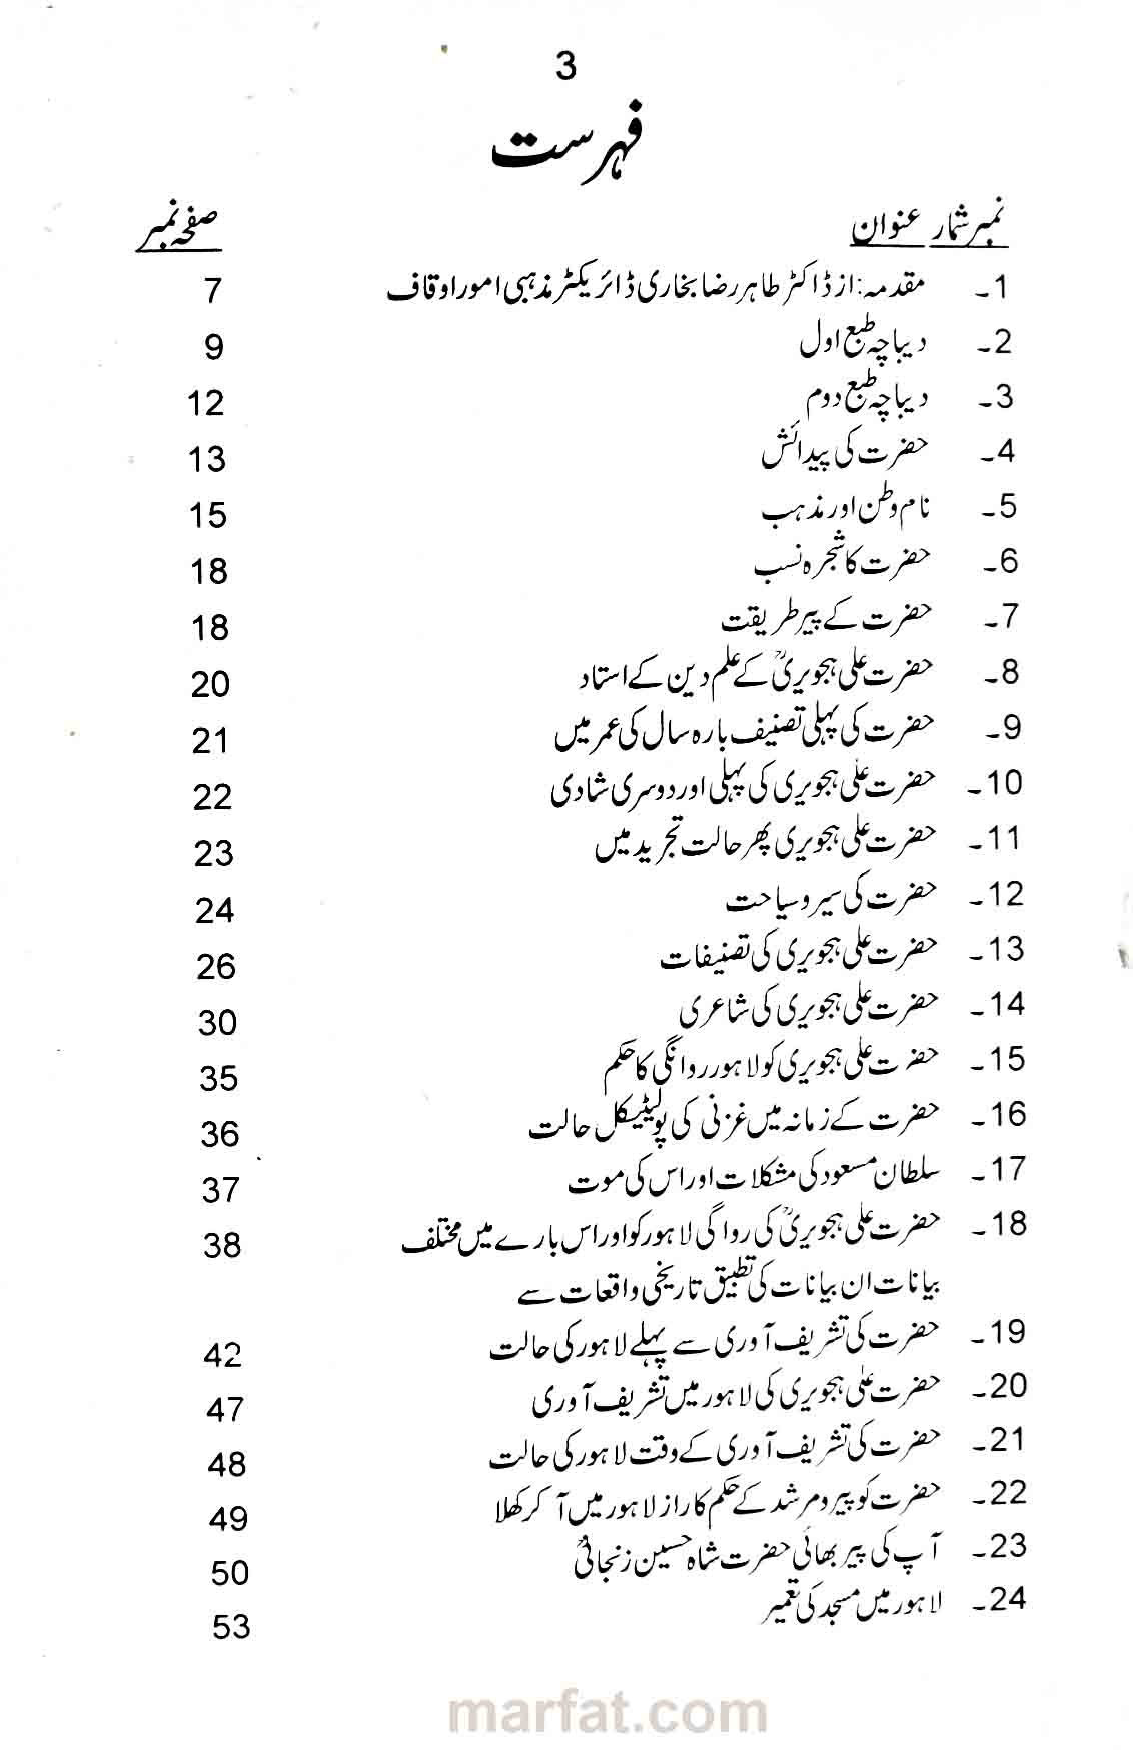 3
فہرست
نمبر شمار عنوان صفحہ نمبر
1۔ مقدمہ: از ڈاکٹر طاہر رضا بخاری ڈائریکٹر مذہبی امور اوقاف 7
2۔ دیباچہ طبع اول 9
3۔ دیباچہ طبع دوم 12
4۔ حضرت کی پیدائش 13
5۔ نام وطن اور مذہب 15
6۔ حضرت کا شجرہ نسب 18
7۔ حضرت کے پیر طریقت 18
8۔ حضرت علی ہجویریؒ کے علم دین کے استاد 20
9۔ حضرت کی پہلی تصنیف بارہ سال کی عمر میں 21
10۔ حضرت علی ہجویری کی پہلی اور دوسری شادی 22
11۔ حضرت علی ہجویری پھر حالت تجرید میں 23
12۔ حضرت کی سیر و سیاحت 24
13۔ حضرت علی ہجویری کی تصنیفات 26
14۔ حضرت علی ہجویری کی شاعری 30
15۔ حضرت علی ہجویری کو لاہور روانگی کا حکم 35
16۔ حضرت کے زمانہ میں غزنی کی پولیٹیکل حالت 36
17۔ سلطان مسعود کی مشکلات اور اس کی موت 37
18۔ حضرت علی ہجویریؒ کی رواگی لاہور کو اور اس بارے میں مختلف 38
بیانات ان بیانات کی تطبیق تاریخی واقعات سے
19۔ حضرت کی تشریف آوری سے پہلے لاہور کی حالت 42
20۔ حضرت علی ہجویری کی لاہور میں تشریف آوری 47
21۔ حضرت کی تشریف آوری کے وقت لاہور کی حالت 48
22۔ حضرت کو پیر و مرشد کے حکم کا راز لاہور میں آ کر کھلا 49
23۔ آپ کی پیر بھائی حضرت شاہ حسین زنجانیؒ 50
24۔ لاہور میں مسجد کی تعمیر 53
marfat.com